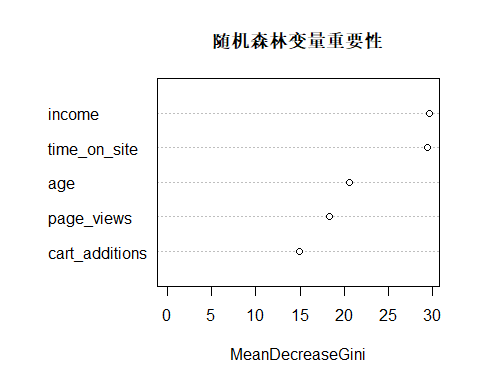 随机森林变量重要性
income
time_on_site
age
page_views
cart_additions
0 5 10 15 20 25 30
MeanDecreaseGini